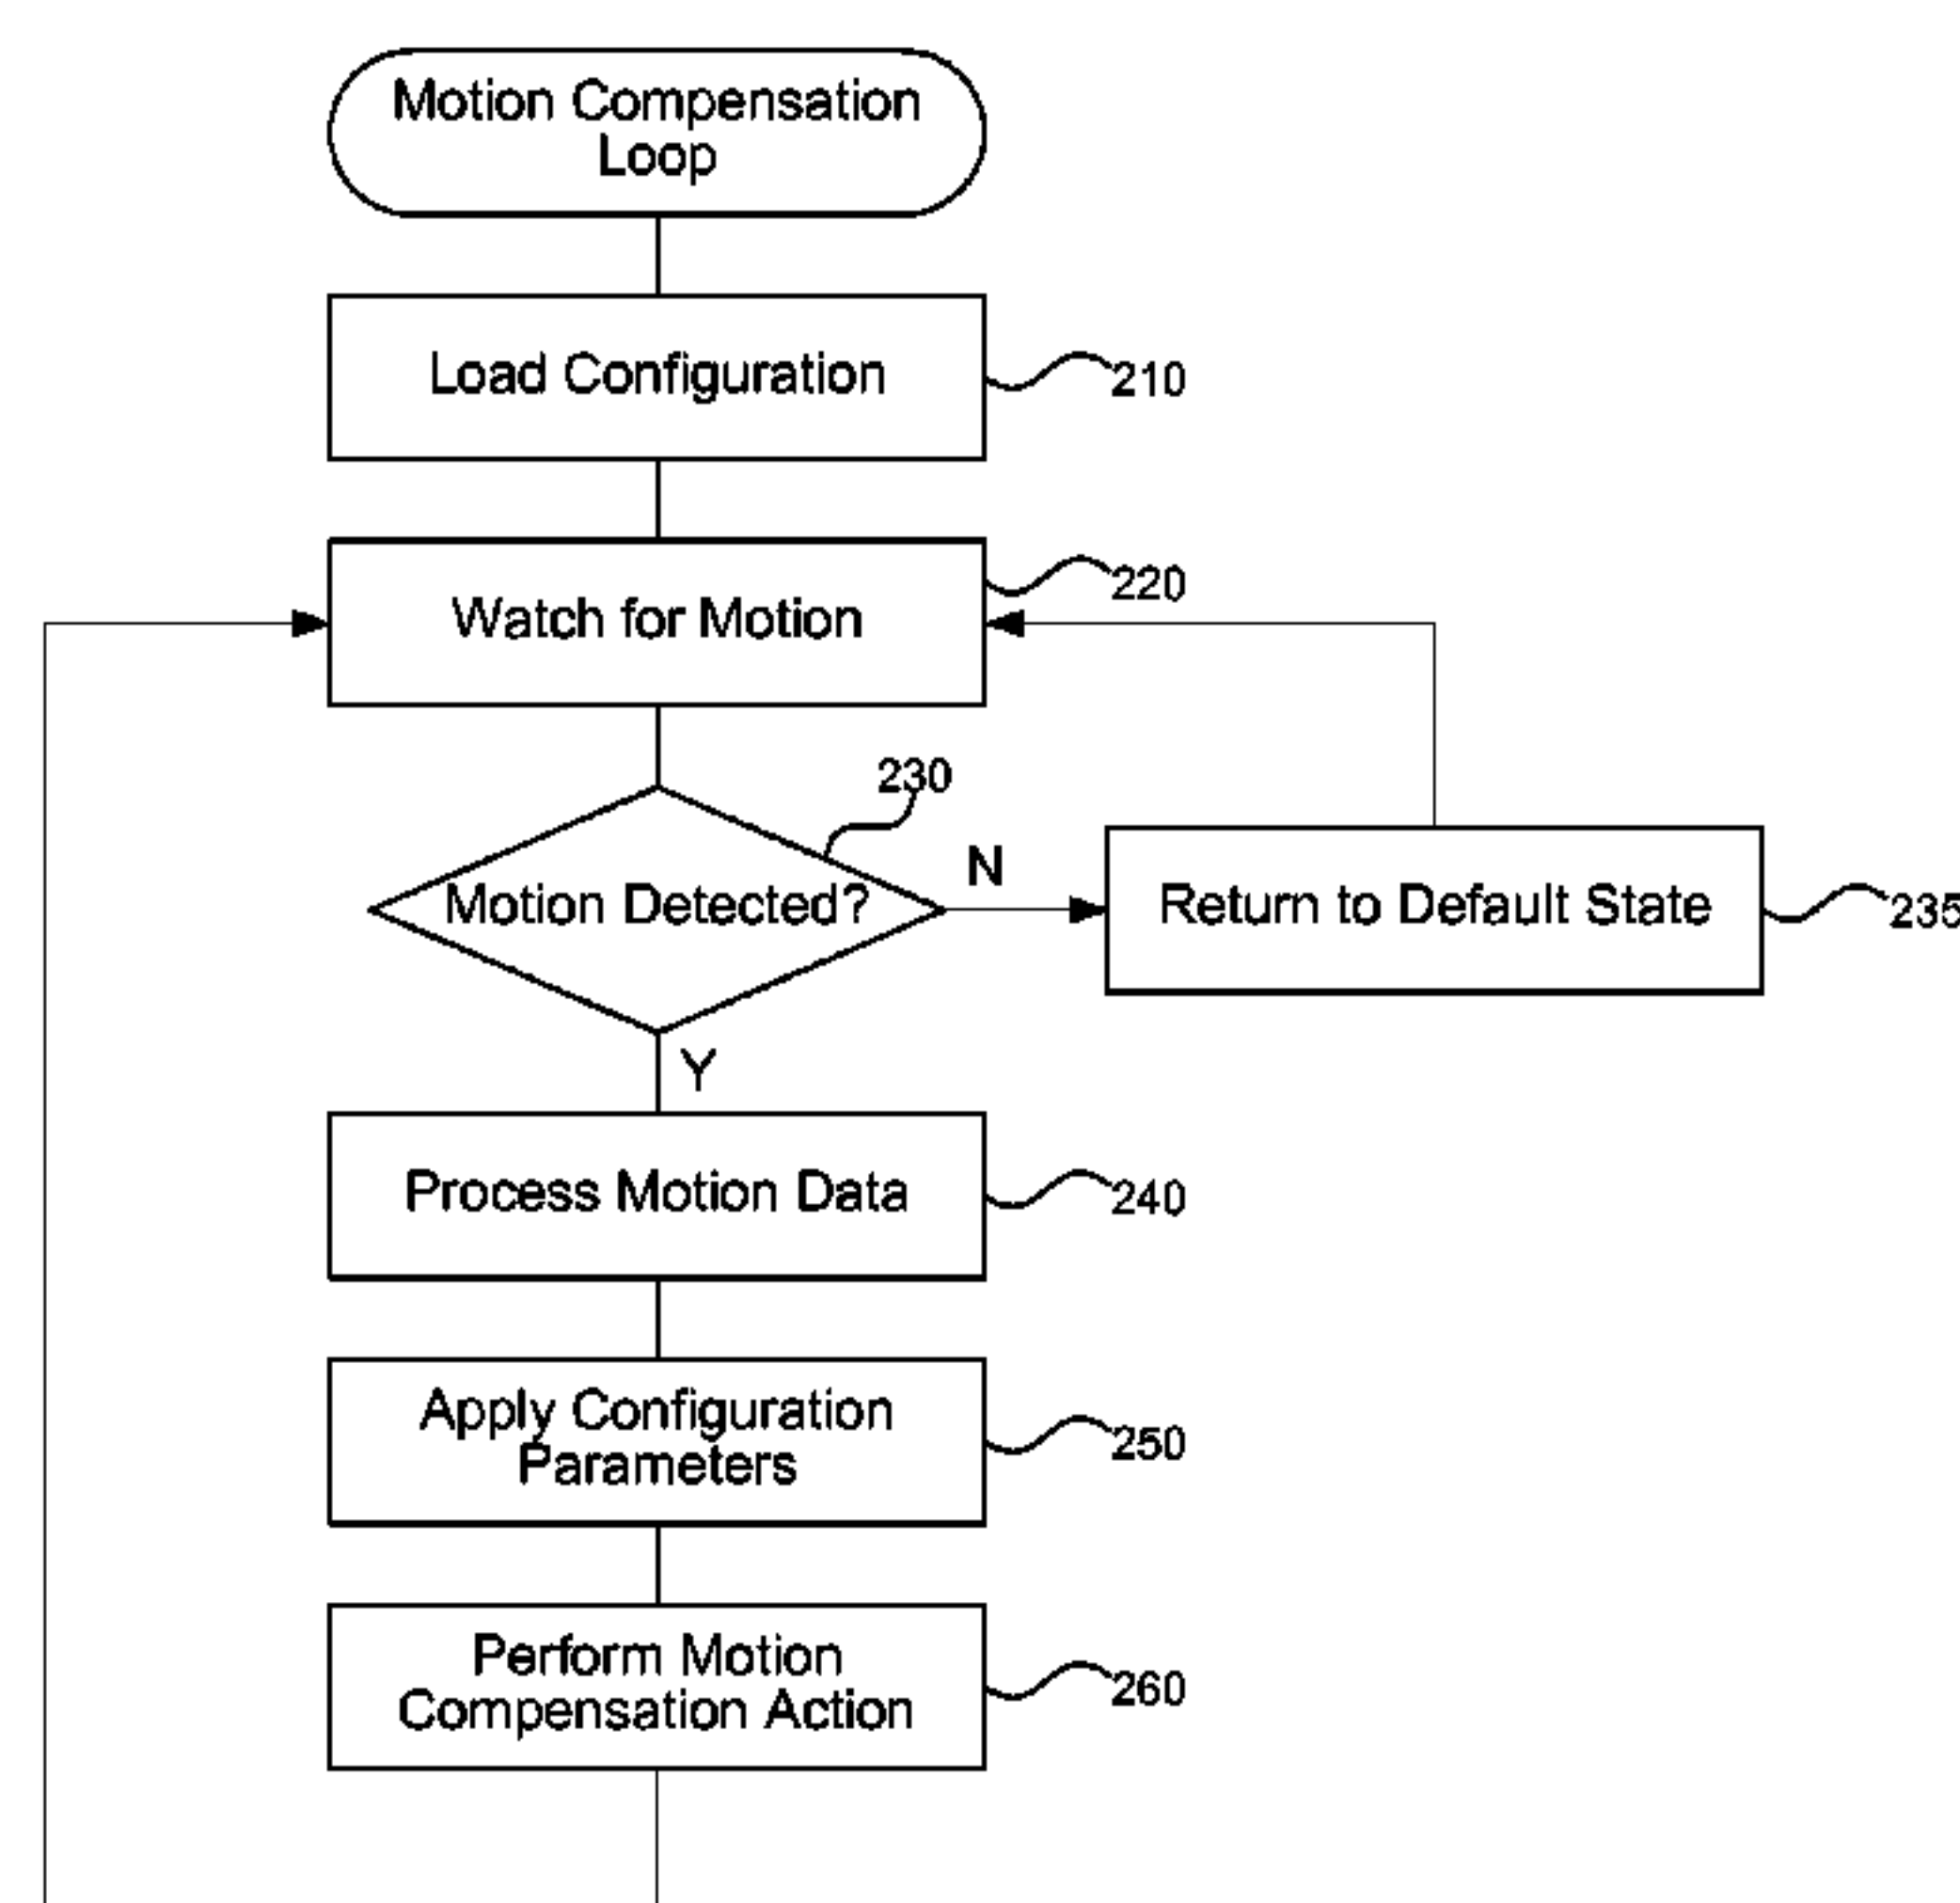 Motion Compensation
Loop
Load Configuration
210
Watch for Motion
220
230
Motion Detected?
N
Return to Default State
235
Y
Process Motion Data
240
Apply Configuration
Parameters
250
Perform Motion
Compensation Action
260